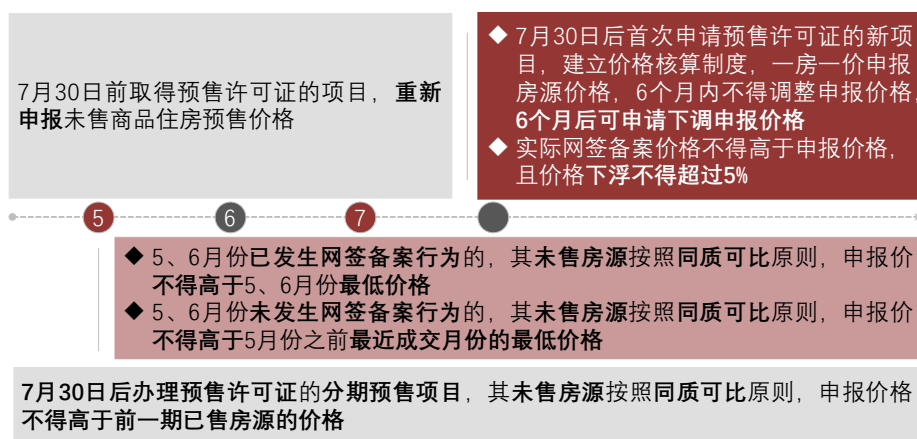 7月30日前取得预售许可证的项目，重新
申报未售商品住房预售价格
◆ 7月30日后首次申请预售许可证的新项
目，建立价格核算制度，一房一价申报
房源价格，6个月内不得调整申报价格，
6个月后可申请下调申报价格
◆ 实际网签备案价格不得高于申报价格，
且价格下浮不得超过5%
5 6 7
◆ 5、6月份已发生网签备案行为的，其未售房源按照同质可比原则，申报价
不得高于5、6月份最低价格
◆ 5、6月份未发生网签备案行为的，其未售房源按照同质可比原则，申报价
不得高于5月份之前最近成交月份的最低价格
7月30日后办理预售许可证的分期预售项目，其未售房源按照同质可比原则，申报价格
不得高于前一期已售房源的价格